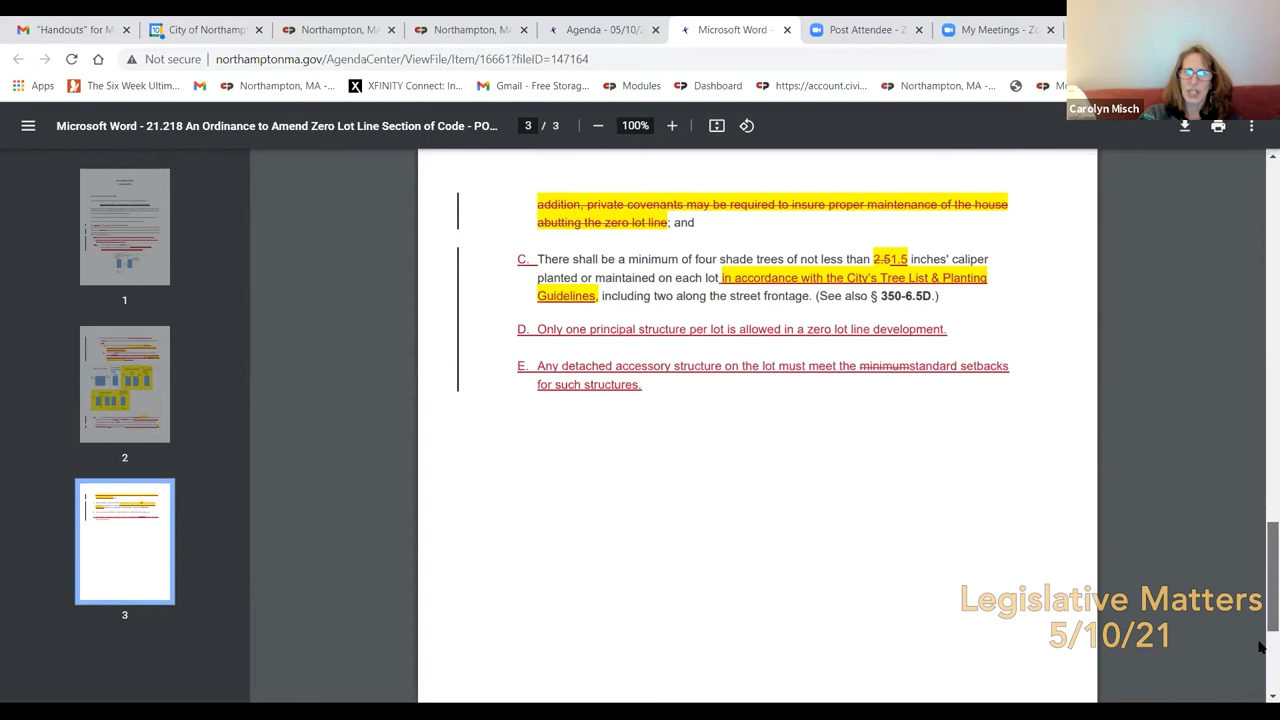 "Handouts" for M
City of Northamp
Northampton, MA
Northampton, MA
Agenda - 05/10/
Microsoft Word -
Post Attendee - Z
My Meetings - Zo
Not secure
northamptonma.gov/AgendaCenter/ViewFile/Item/16661?fileID=147164
Apps
The Six Week Ultim...
Northampton, MA -...
XFINITY Connect: In...
Gmail - Free Storag...
Modules
Dashboard
https://account.civi...
Northampton, MA -...
Me
Carolyn Misch
Microsoft Word - 21.218 An Ordinance to Amend Zero Lot Line Section of Code - PO...
3 / 3
100%
addition, private covenants may be required to insure proper maintenance of the house
abutting the zero lot line; and
C. There shall be a minimum of four shade trees of not less than 2.51.5 inches' caliper
planted or maintained on each lot in accordance with the City's Tree List & Planting
Guidelines, including two along the street frontage. (See also § 350-6.5D.)
D. Only one principal structure per lot is allowed in a zero lot line development.
E. Any detached accessory structure on the lot must meet the minimumstandard setbacks
for such structures.
1
2
3
Legislative Matters
5/10/21